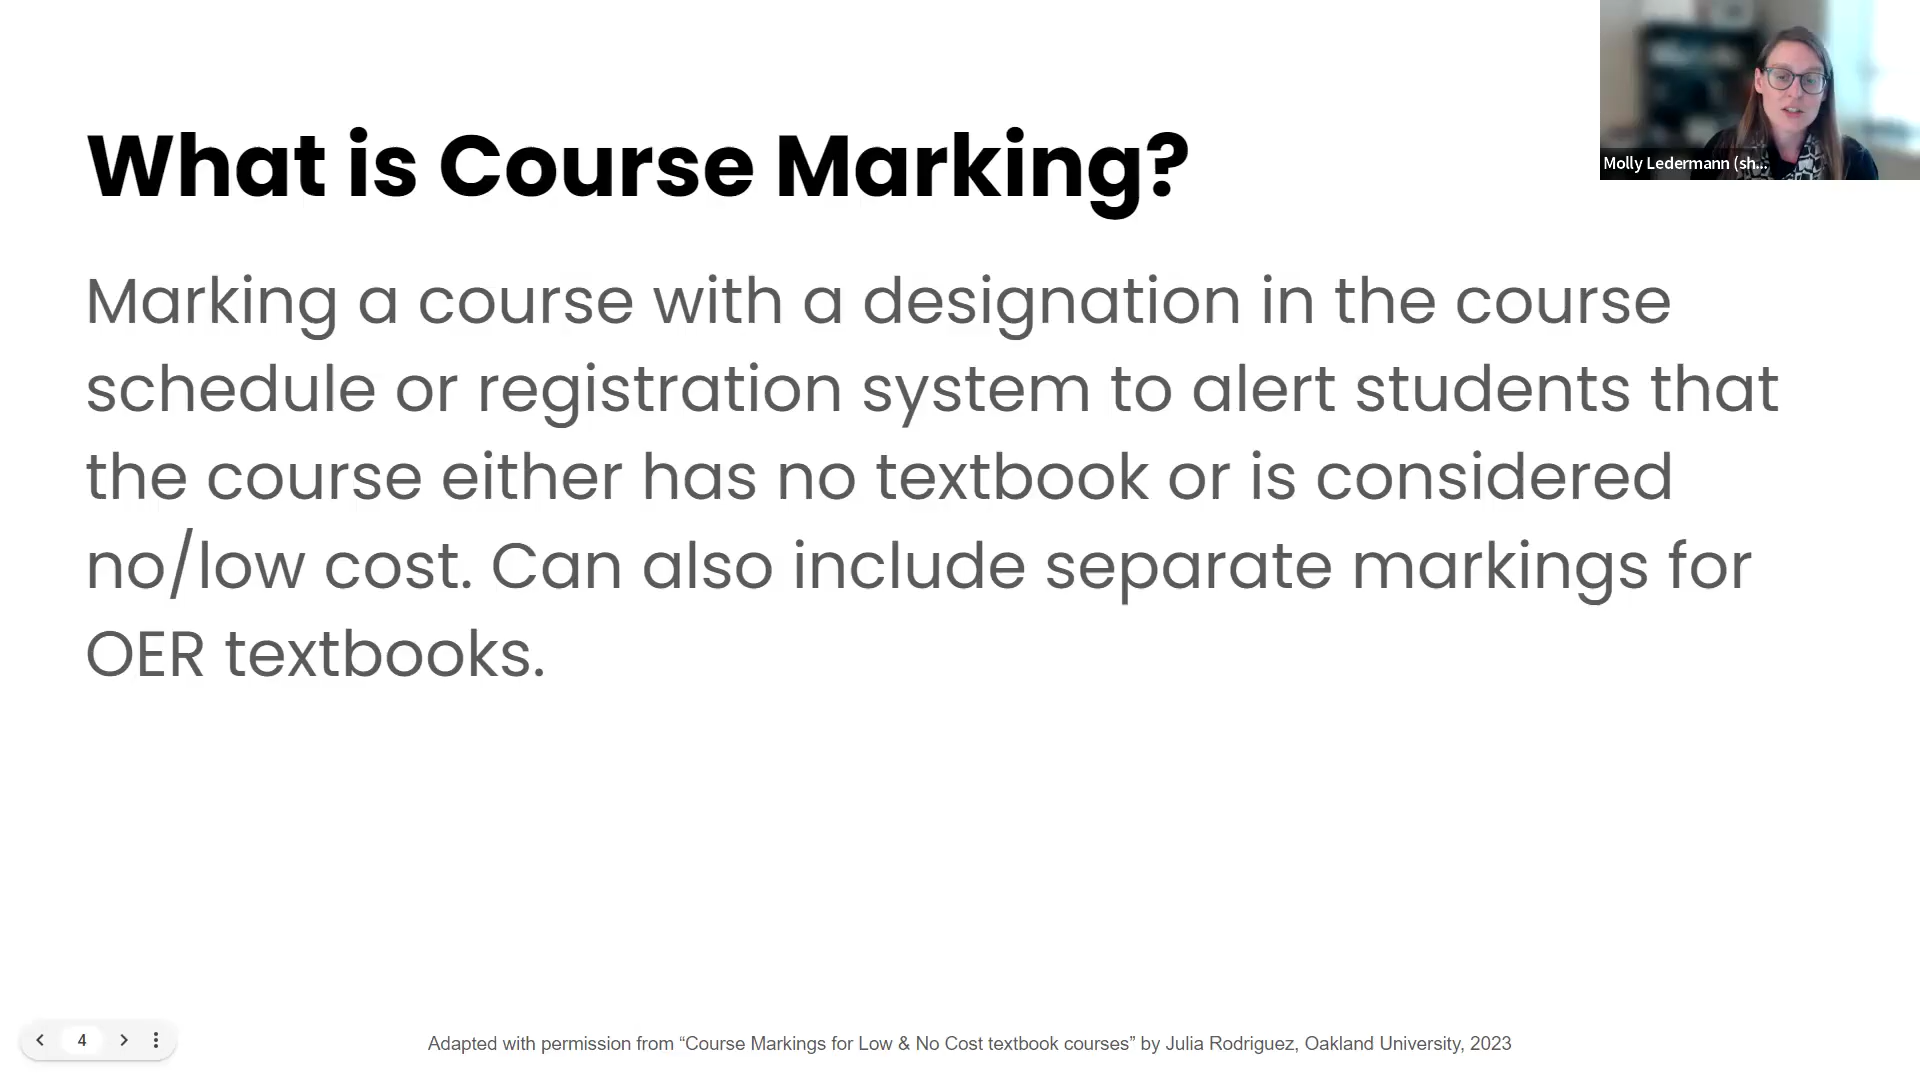 What is Course Marking?
Marking a course with a designation in the course
schedule or registration system to alert students that
the course either has no textbook or is considered
no/low cost. Can also include separate markings for
OER textbooks.
Molly Ledermann (sh...
4
Adapted with permission from “Course Markings for Low & No Cost textbook courses” by Julia Rodriguez, Oakland University, 2023